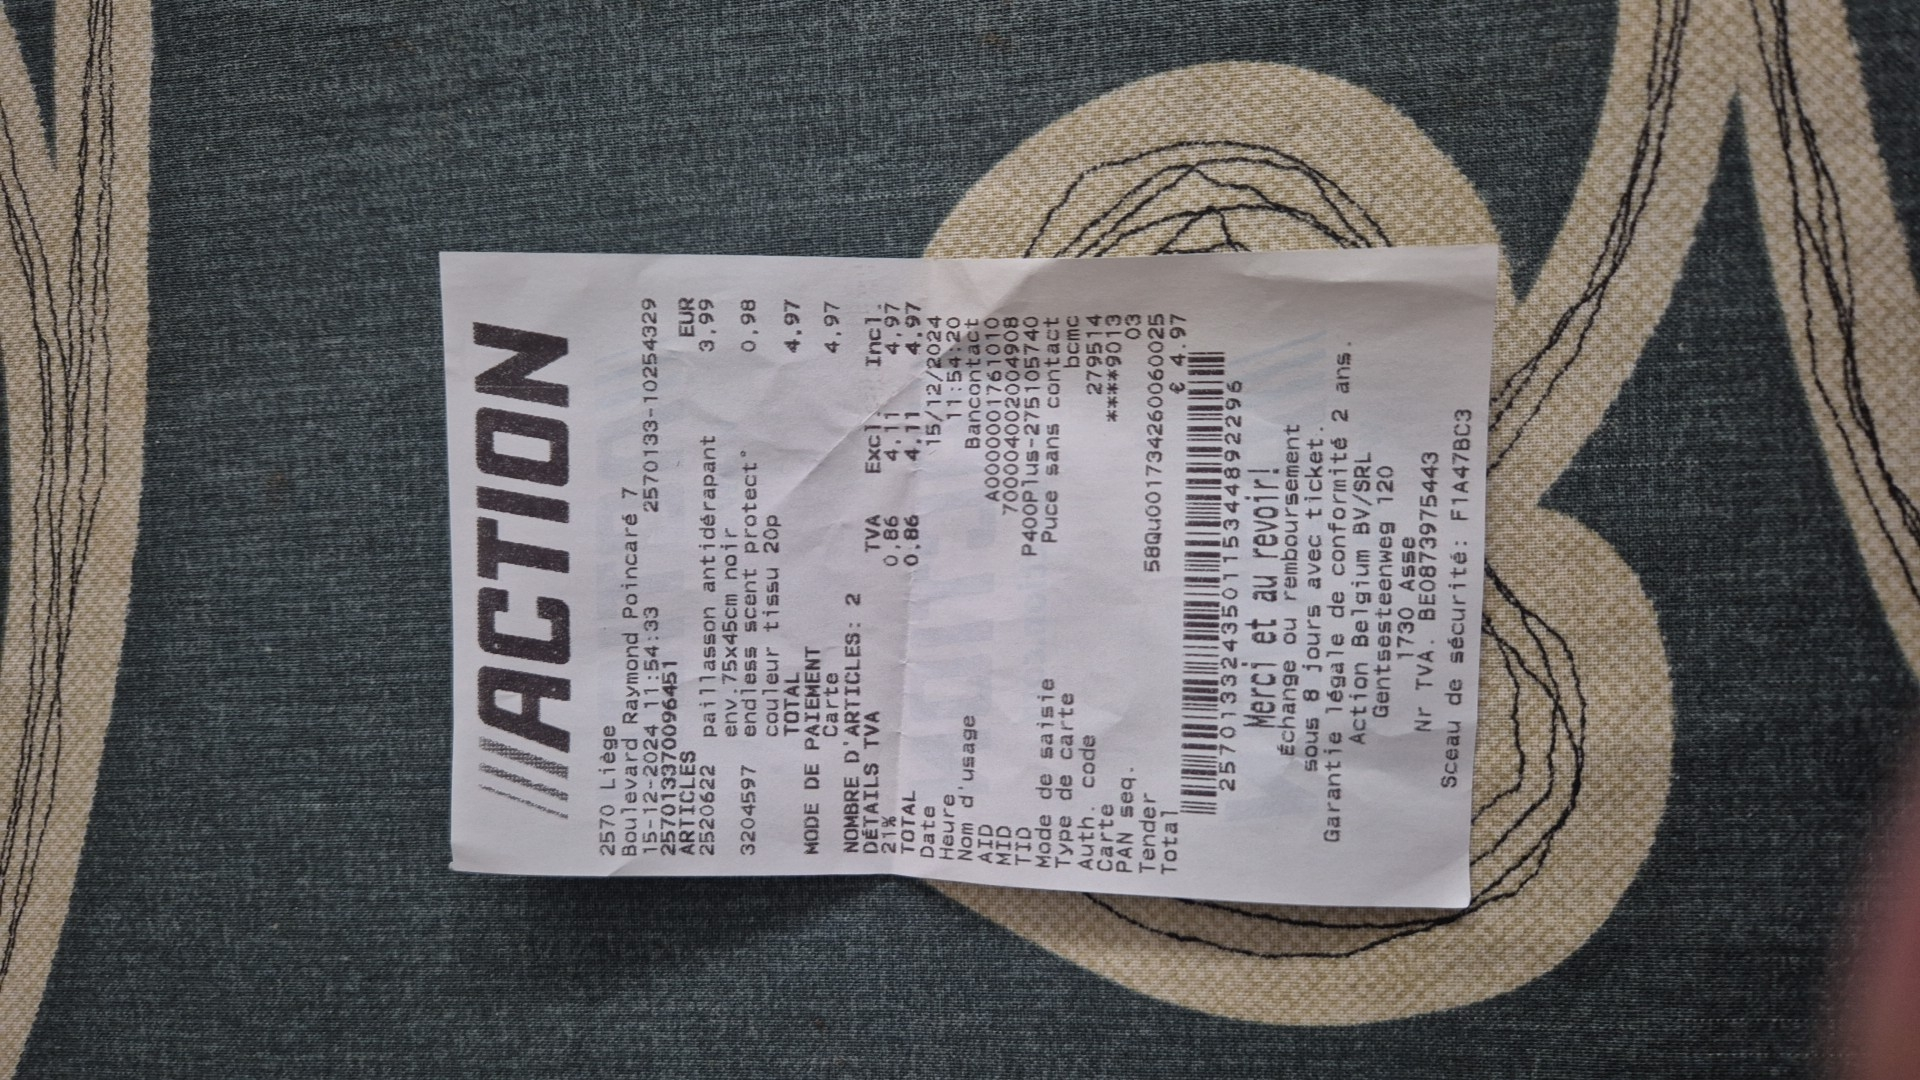 ACTION
2570 Liège
Boulevard Raymond Poincaré 7
15-12-2024 11:54:33 2570133-10254329
2570133700096451
ARTICLES EUR
2520622 paillasson antidérapant 3,99
env.75x45cm noir
3204597 endless scent protect° 0,98
couleur tissu 20p
TOTAL 4,97
MODE DE PAIEMENT
Carte 4,97
NOMBRE D'ARTICLES: 2
DÉTAILS TVA TVA Excl. Incl.
21% 0,86 4,11 4,97
TOTAL 0,86 4,11 4,97
Date 15/12/2024
Heure 11:54:20
Nom d'usage Bancontact
AID A0000001761010
MID 700004002004908
TID P400Plus-275105740
Mode de saisie Puce sans contact
Type de carte bcmc
Auth. code 279514
Carte ****9013
PAN seq. 03
Tender 58Qu001734260060025
Total € 4.97
2570133243501153448922​96
Merci et au revoir!
Échange ou remboursement
sous 8 jours avec ticket.
Garantie légale de conformité 2 ans.
Action Belgium BV/SRL
Gentsesteenweg 120
1730 Asse
Nr TVA. BE0873975443
Sceau de sécurité: F1A47BC3